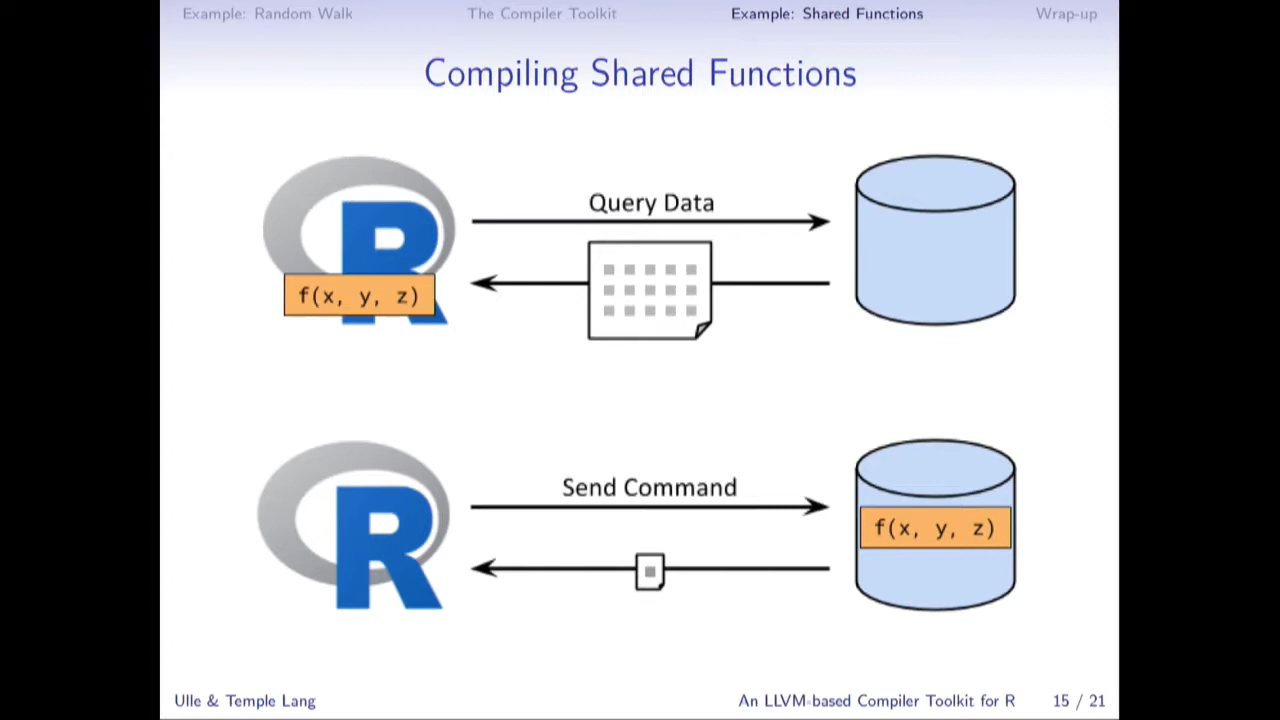 Example: Random Walk The Compiler Toolkit Example: Shared Functions Wrap-up
Compiling Shared Functions
R
Query Data
f(x, y, z)
R
Send Command
f(x, y, z)
Ulle & Temple Lang An LLVM-based Compiler Toolkit for R 15 / 21